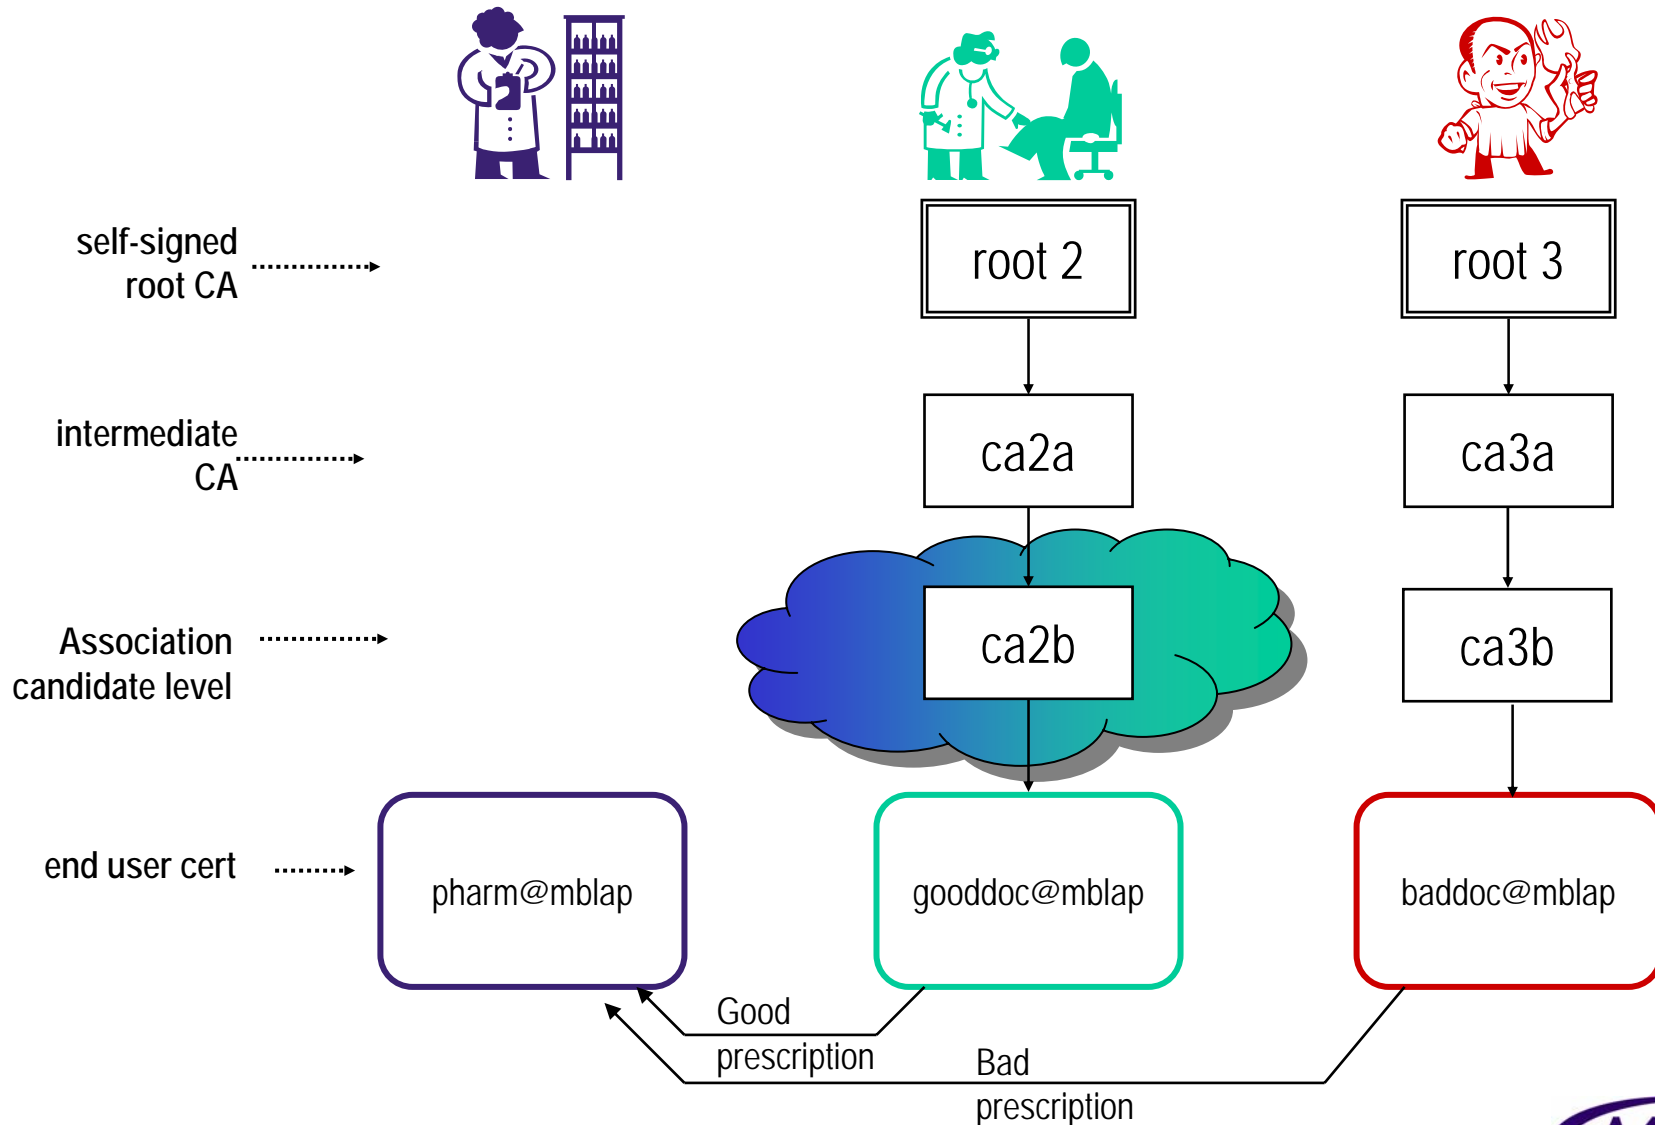 self-signed
root CA
root 2
root 3
intermediate
CA
ca2a
ca3a
Association
candidate level
ca2b
ca3b
end user cert
pharm@mblap
gooddoc@mblap
baddoc@mblap
Good
prescription
Bad
prescription